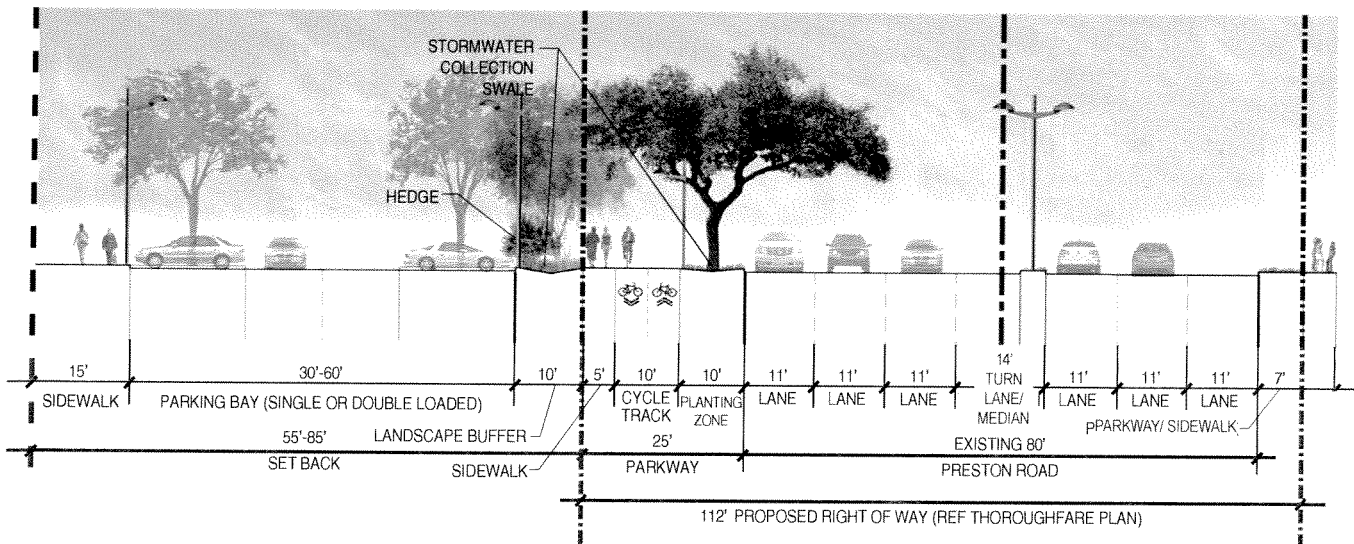 STORMWATER
COLLECTION
SWALE
HEDGE
15'
30'-60'
10'
5'
10'
10'
11'
11'
11'
14'
11'
11'
11'
7'
SIDEWALK
PARKING BAY (SINGLE OR DOUBLE LOADED)
CYCLE
TRACK
PLANTING
ZONE
LANE
LANE
LANE
TURN
LANE/
MEDIAN
LANE
LANE
LANE
pPARKWAY/ SIDEWALK
55'-85'
LANDSCAPE BUFFER
25'
EXISTING 80'
SET BACK
SIDEWALK
PARKWAY
PRESTON ROAD
112' PROPOSED RIGHT OF WAY (REF THOROUGHFARE PLAN)